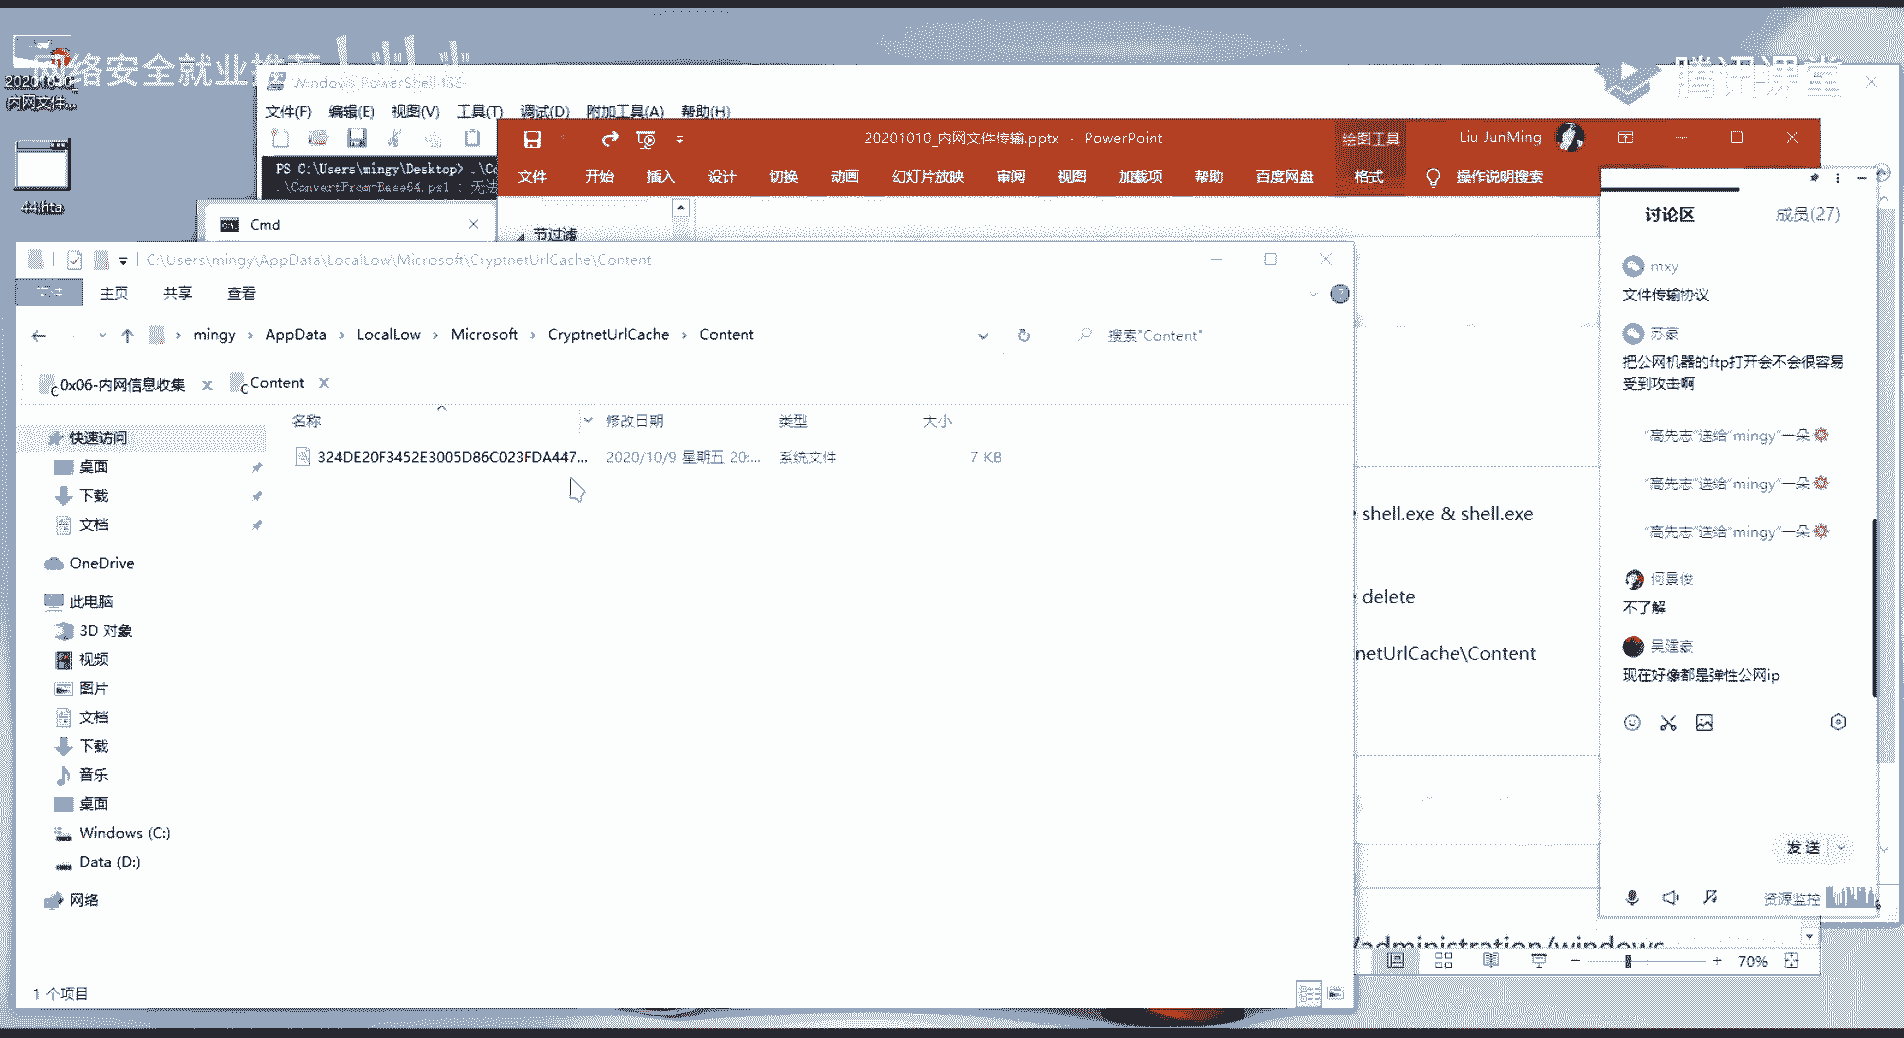 网络安全就业推荐
腾讯课堂
内网文件...
44.hta
Windows PowerShell ISE
文件(F) 编辑(E) 视图(V) 工具(T) 调试(D) 附加工具(A) 帮助(H)
PS C:\Users\mingy\Desktop> .\Co
.\ConvertFrom-Base64.ps1 : 无法
Cmd
20201010_内网文件传输.pptx - PowerPoint
绘图工具
Liu JunMing
文件 开始 插入 设计 切换 动画 幻灯片放映 审阅 视图 加载项 帮助 百度网盘 格式 操作说明搜索
节过滤
C:\Users\mingy\AppData\LocalLow\Microsoft\CryptnetUrlCache\Content
文件 主页 共享 查看
mingy › AppData › LocalLow › Microsoft › CryptnetUrlCache › Content
搜索"Content"
0x06-内网信息收集
Content
名称 修改日期 类型 大小
324DE20F3452E3005D86C023FDA447... 2020/10/9 星期五 20:... 系统文件 7 KB
快速访问
桌面
下载
文档
OneDrive
此电脑
3D 对象
视频
图片
文档
下载
音乐
桌面
Windows (C:)
Data (D:)
网络
1 个项目
shell.exe & shell.exe
delete
netUrlCache\Content
/administration/windows
70%
讨论区 成员(27)
mxy
文件传输协议
苏豪
把公网机器的ftp打开会不会很容易
受到攻击啊
"高先志"送给"mingy"一朵
"高先志"送给"mingy"一朵
"高先志"送给"mingy"一朵
何景俊
不了解
吴建豪
现在好像都是弹性公网ip
发送
资源监控